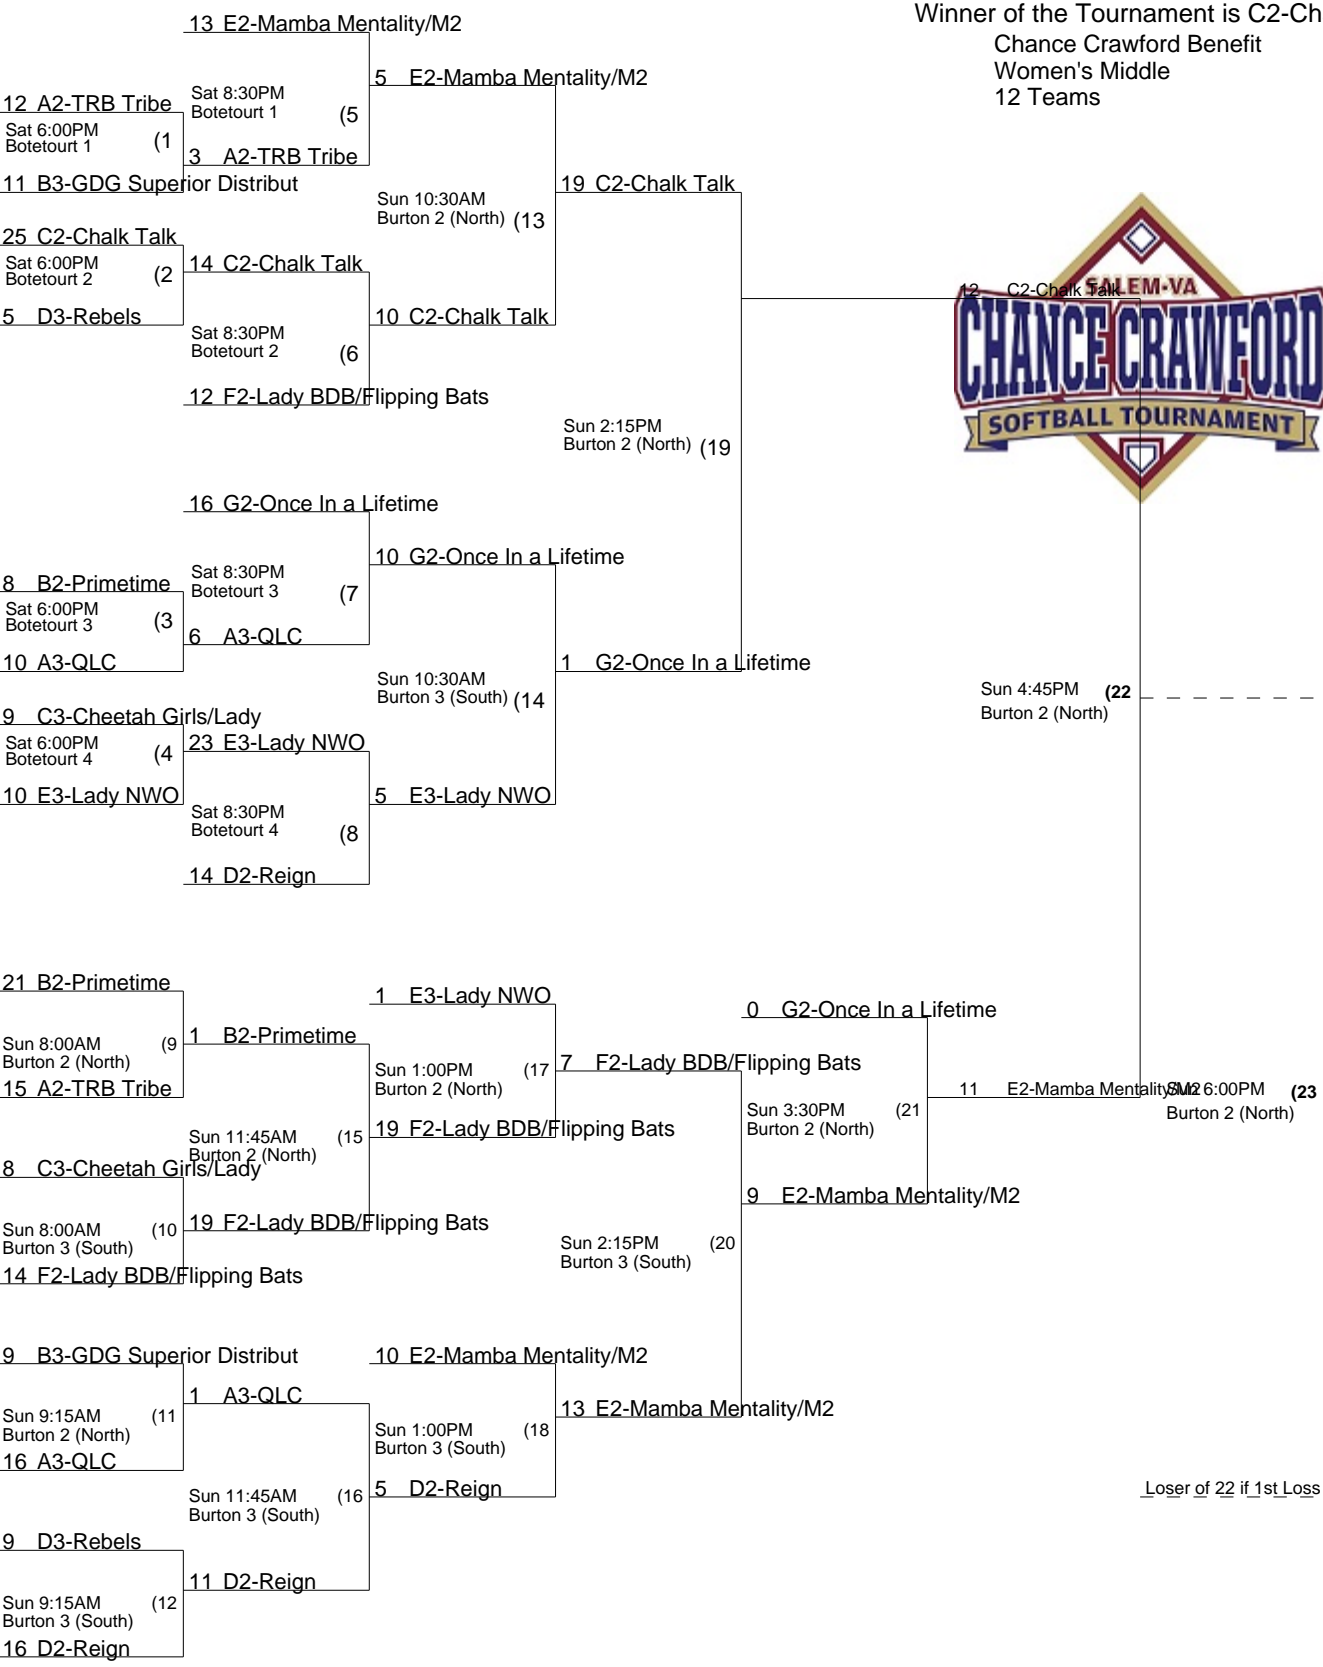 Winner of the Tournament is C2-Ch
Chance Crawford Benefit
Women's Middle
12 Teams
13 E2-Mamba Mentality/M2
5 E2-Mamba Mentality/M2
Sat 8:30PM
Botetourt 1 (5
12 A2-TRB Tribe
Sat 6:00PM
Botetourt 1 (1
3 A2-TRB Tribe
11 B3-GDG Superior Distribut
19 C2-Chalk Talk
Sun 10:30AM
Burton 2 (North) (13
25 C2-Chalk Talk
Sat 6:00PM
Botetourt 2 (2
14 C2-Chalk Talk
5 D3-Rebels
10 C2-Chalk Talk
Sat 8:30PM
Botetourt 2 (6
12 F2-Lady BDB/Flipping Bats
12 C2-Chalk Talk
SALEM-VA
CHANCE CRAWFORD
SOFTBALL TOURNAMENT
Sun 2:15PM
Burton 2 (North) (19
16 G2-Once In a Lifetime
10 G2-Once In a Lifetime
Sat 8:30PM
Botetourt 3 (7
8 B2-Primetime
Sat 6:00PM
Botetourt 3 (3
6 A3-QLC
10 A3-QLC
1 G2-Once In a Lifetime
Sun 10:30AM
Burton 3 (South) (14
Sun 4:45PM (22
Burton 2 (North)
9 C3-Cheetah Girls/Lady
Sat 6:00PM
Botetourt 4 (4
23 E3-Lady NWO
10 E3-Lady NWO
5 E3-Lady NWO
Sat 8:30PM
Botetourt 4 (8
14 D2-Reign
21 B2-Primetime
1 E3-Lady NWO
0 G2-Once In a Lifetime
Sun 8:00AM (9
Burton 2 (North)
1 B2-Primetime
15 A2-TRB Tribe
Sun 1:00PM (17
Burton 2 (North)
7 F2-Lady BDB/Flipping Bats
11 E2-Mamba Mentality/M2
Sun 6:00PM (23
Burton 2 (North)
Sun 3:30PM (21
Burton 2 (North)
19 F2-Lady BDB/Flipping Bats
Sun 11:45AM (15
Burton 2 (North)
8 C3-Cheetah Girls/Lady
9 E2-Mamba Mentality/M2
Sun 8:00AM (10
Burton 3 (South)
19 F2-Lady BDB/Flipping Bats
14 F2-Lady BDB/Flipping Bats
Sun 2:15PM (20
Burton 3 (South)
9 B3-GDG Superior Distribut
10 E2-Mamba Mentality/M2
1 A3-QLC
13 E2-Mamba Mentality/M2
Sun 9:15AM (11
Burton 2 (North)
16 A3-QLC
Sun 1:00PM (18
Burton 3 (South)
5 D2-Reign
Sun 11:45AM (16
Burton 3 (South)
Loser of 22 if 1st Loss
9 D3-Rebels
11 D2-Reign
Sun 9:15AM (12
Burton 3 (South)
16 D2-Reign